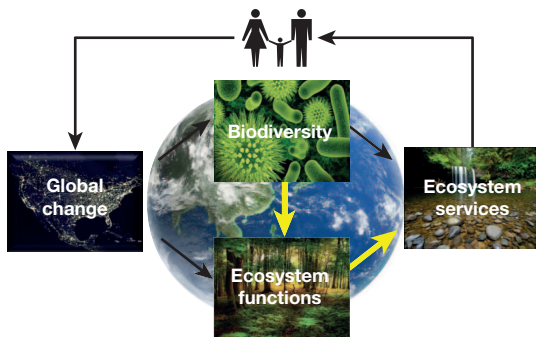 Biodiversity
Global
change
Ecosystem
services
Ecosystem
functions